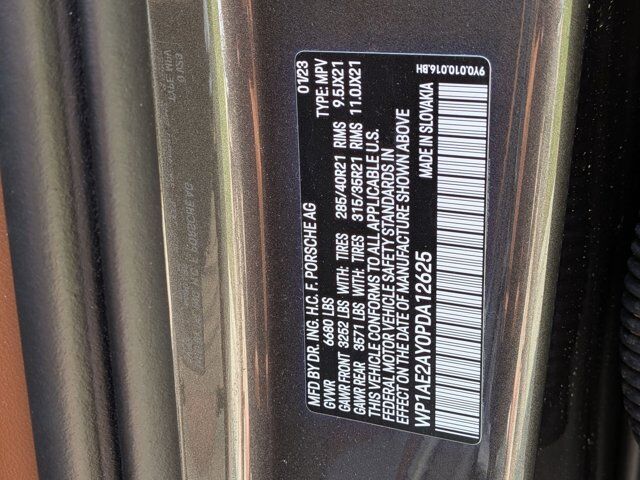 MFD BY DR. ING. H.C. F. PORSCHE AG 01/23
GVWR 6680 LBS TYPE: MPV
GAWR FRONT 3252 LBS WITH: TIRES 285/40R21 RIMS 9.5JX21
GAWR REAR 3571 LBS WITH: TIRES 315/35R21 RIMS 11.0JX21
THIS VEHICLE CONFORMS TO ALL APPLICABLE U.S.
FEDERAL MOTOR VEHICLE SAFETY STANDARDS IN
EFFECT ON THE DATE OF MANUFACTURE SHOWN ABOVE
WP1AE2AY0PDA12625 MADE IN SLOVAKIA
9Y0.010.016.BH